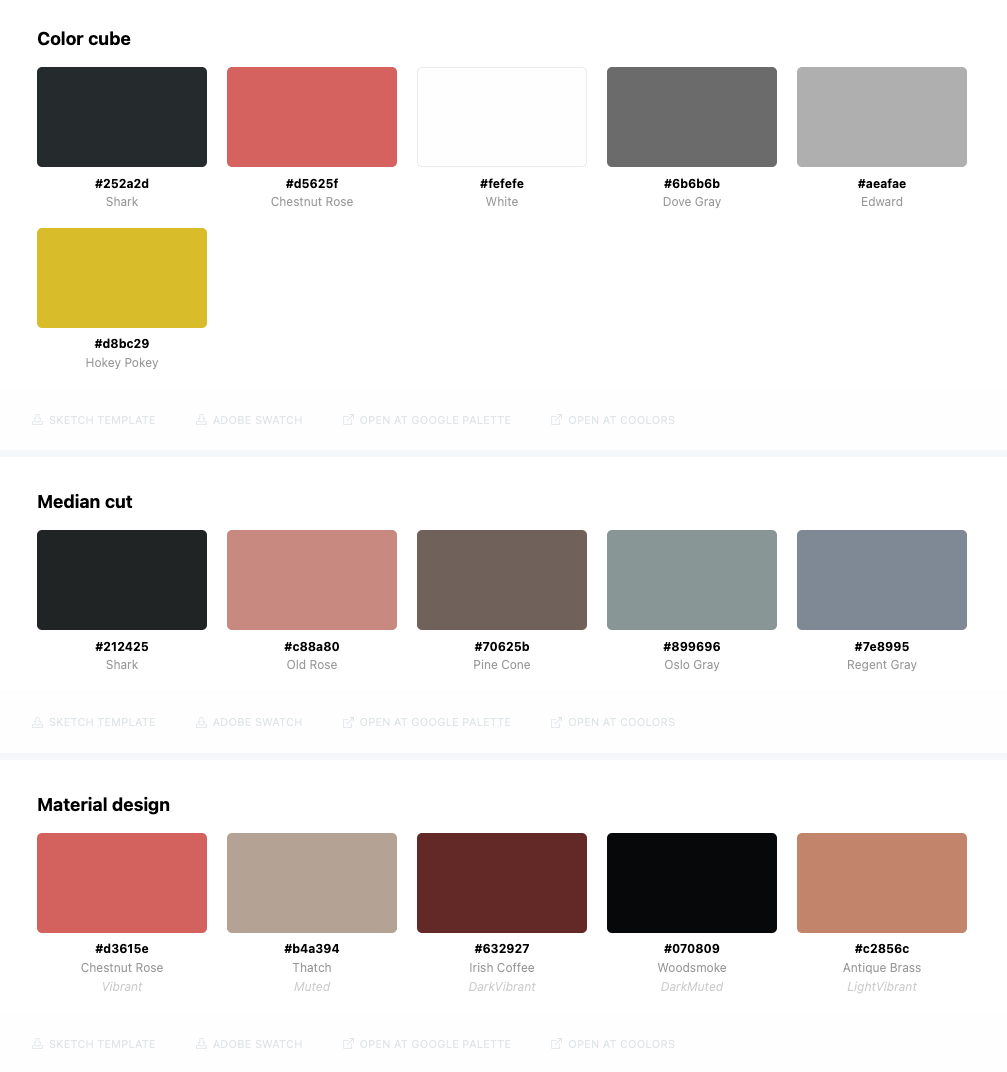 Color cube
#252a2d #d5625f #fefefe #6b6b6b #aeafae
Shark Chestnut Rose White Dove Gray Edward
#d8bc29
Hokey Pokey
SKETCH TEMPLATE ADOBE SWATCH OPEN AT GOOGLE PALETTE OPEN AT COOLORS
Median cut
#212425 #c88a80 #70625b #899696 #7e8995
Shark Old Rose Pine Cone Oslo Gray Regent Gray
SKETCH TEMPLATE ADOBE SWATCH OPEN AT GOOGLE PALETTE OPEN AT COOLORS
Material design
#d3615e #b4a394 #632927 #070809 #c2856c
Chestnut Rose Thatch Irish Coffee Woodsmoke Antique Brass
Vibrant Muted DarkVibrant DarkMuted LightVibrant
SKETCH TEMPLATE ADOBE SWATCH OPEN AT GOOGLE PALETTE OPEN AT COOLORS